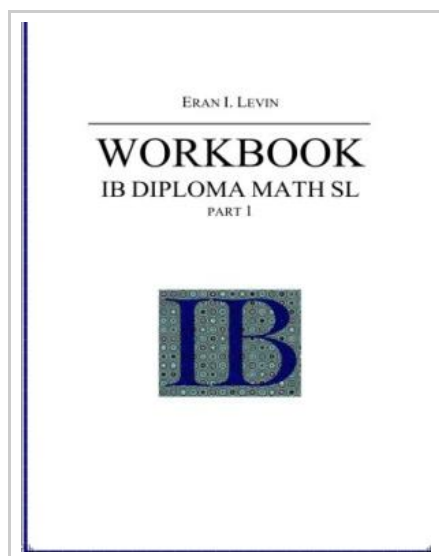 ERAN I. LEVIN
WORKBOOK
IB DIPLOMA MATH SL
PART 1
IB